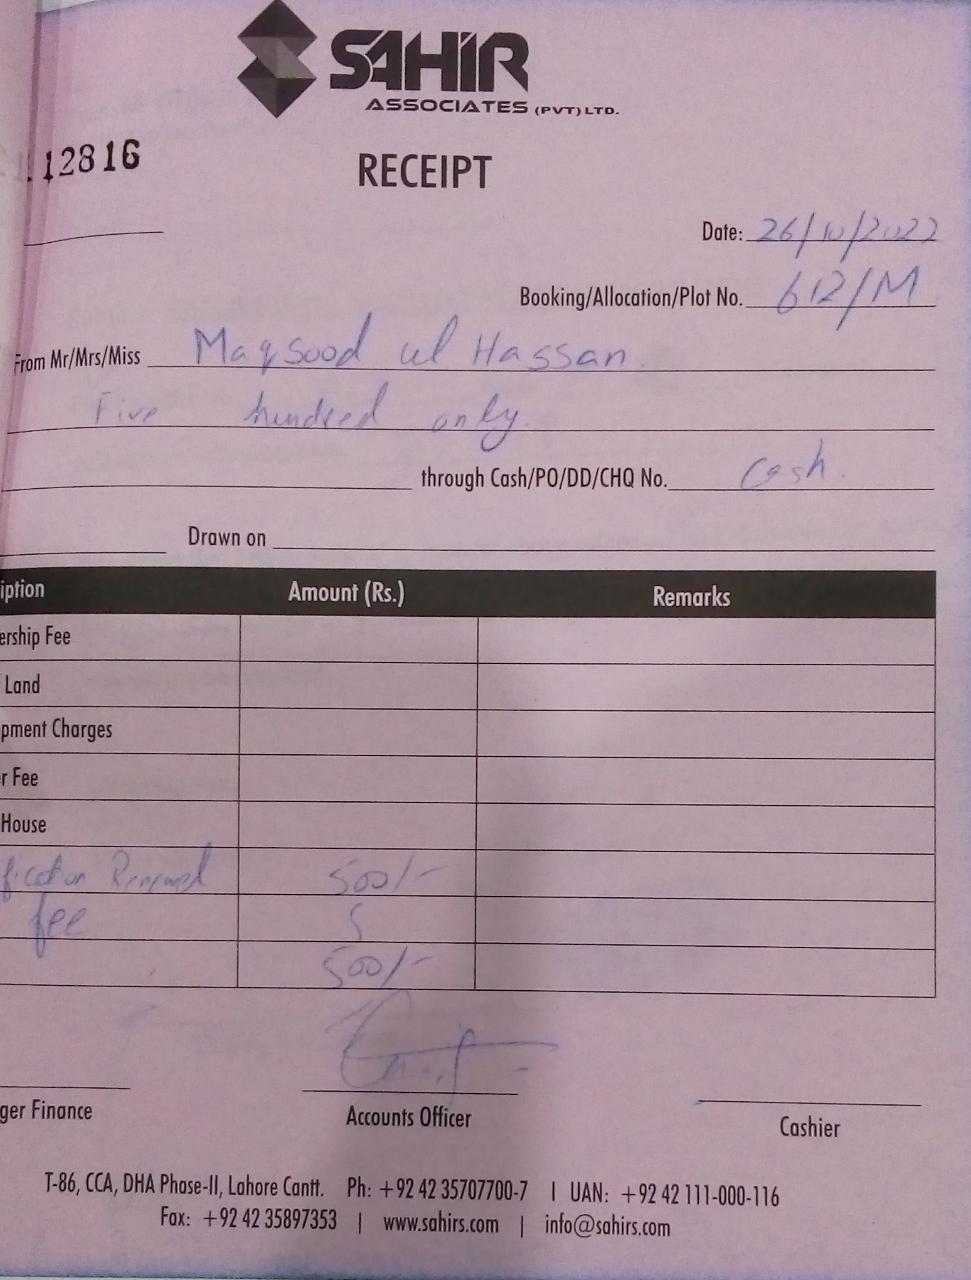 SAHIR
ASSOCIATES (PVT) LTD.
12816
RECEIPT
Date: 26/10/2022
Booking/Allocation/Plot No. 612/M
From Mr/Mrs/Miss Maqsood ul Hassan
Five hundred only
through Cash/PO/DD/CHQ No. Cash.
Drawn on
iption Amount (Rs.) Remarks
ership Fee
Land
pment Charges
r Fee
House
fication Renewal 500/-
fee
500/-
ger Finance Accounts Officer Cashier
T-86, CCA, DHA Phase-II, Lahore Cantt. Ph: +92 42 35707700-7 | UAN: +92 42 111-000-116
Fax: +92 42 35897353 | www.sahirs.com | info@sahirs.com